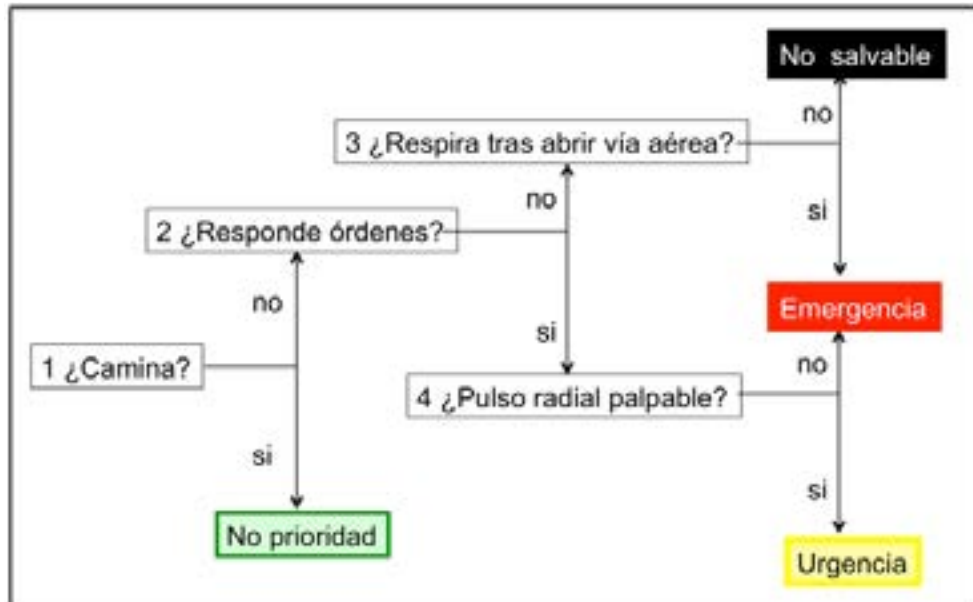 No salvable
no
3 ¿Respira tras abrir vía aérea?
no
si
2 ¿Responde órdenes?
no
si
Emergencia
1 ¿Camina?
no
4 ¿Pulso radial palpable?
si
si
No prioridad
Urgencia